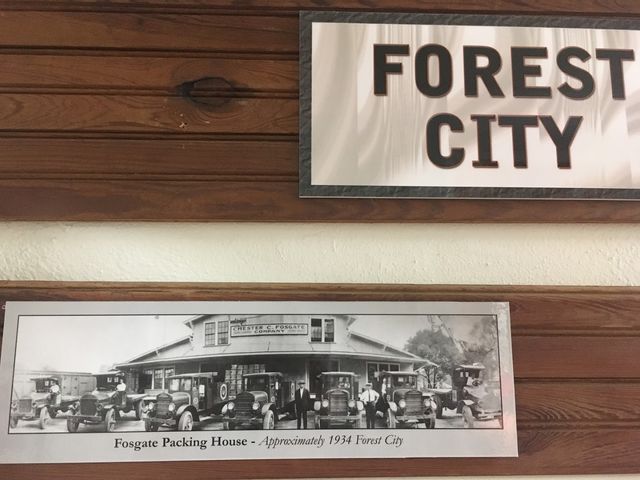 FOREST
CITY
CHESTER C. FOSGATE
COMPANY
Fosgate Packing House - Approximately 1934 Forest City